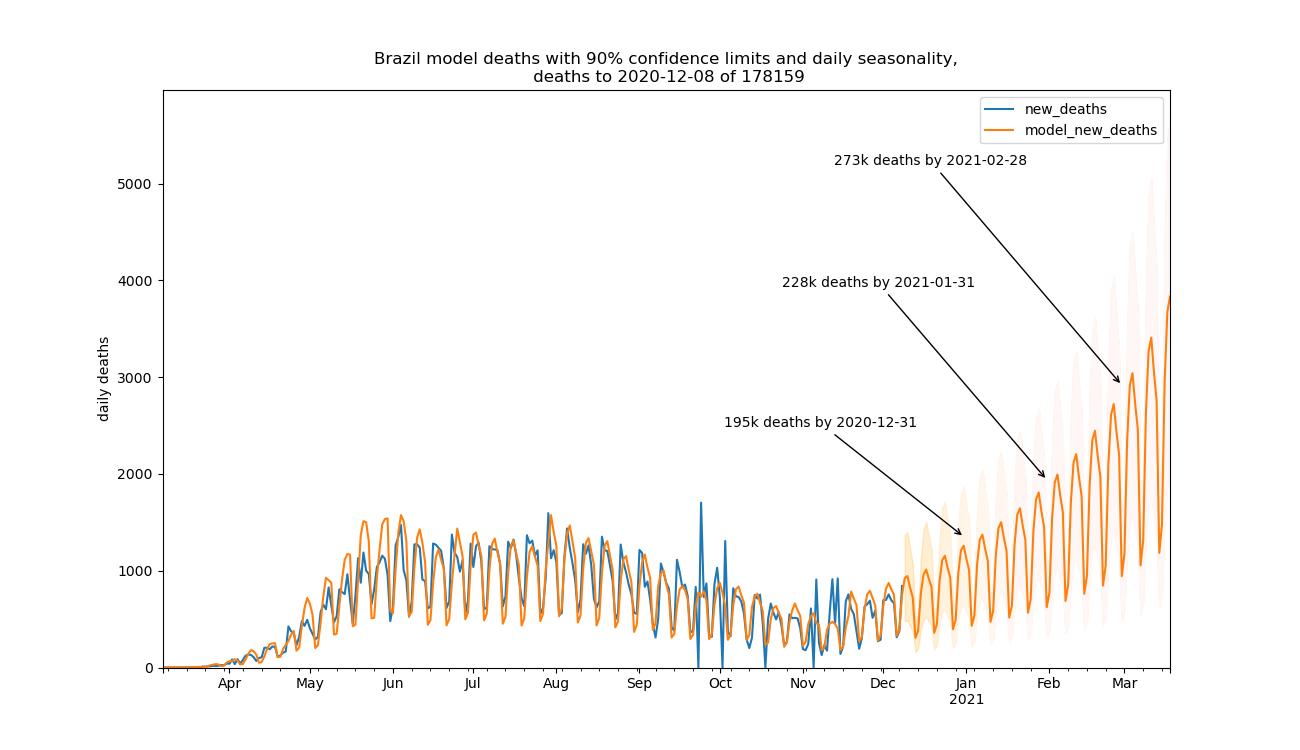 Brazil model deaths with 90% confidence limits and daily seasonality,
deaths to 2020-12-08 of 178159
new_deaths
model_new_deaths
273k deaths by 2021-02-28
228k deaths by 2021-01-31
195k deaths by 2020-12-31
daily deaths
5000
4000
3000
2000
1000
0
Apr May Jun Jul Aug Sep Oct Nov Dec Jan Feb Mar
2021